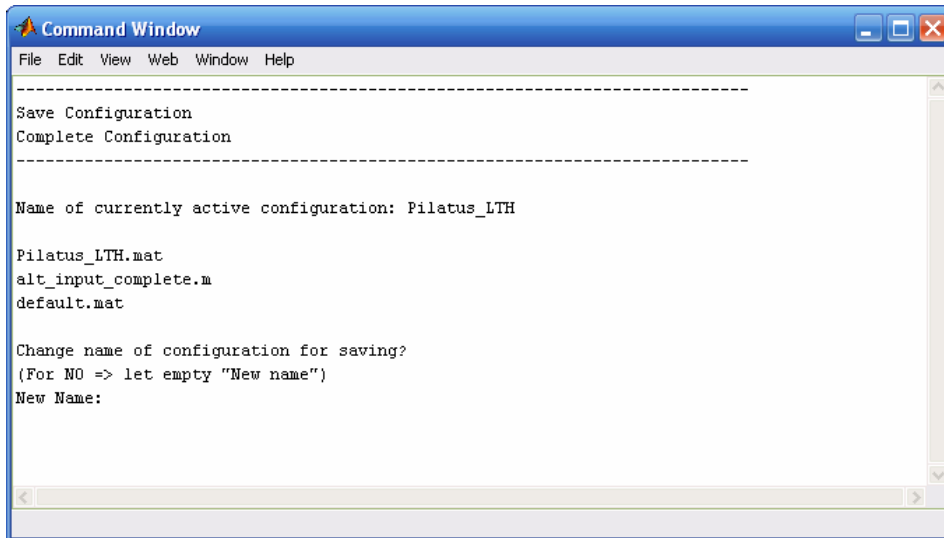 Command Window
File Edit View Web Window Help
---------------------------------------------------------------------------
Save Configuration
Complete Configuration
---------------------------------------------------------------------------
Name of currently active configuration: Pilatus_LTH
Pilatus_LTH.mat
alt_input_complete.m
default.mat
Change name of configuration for saving?
(For NO => let empty "New name")
New Name: